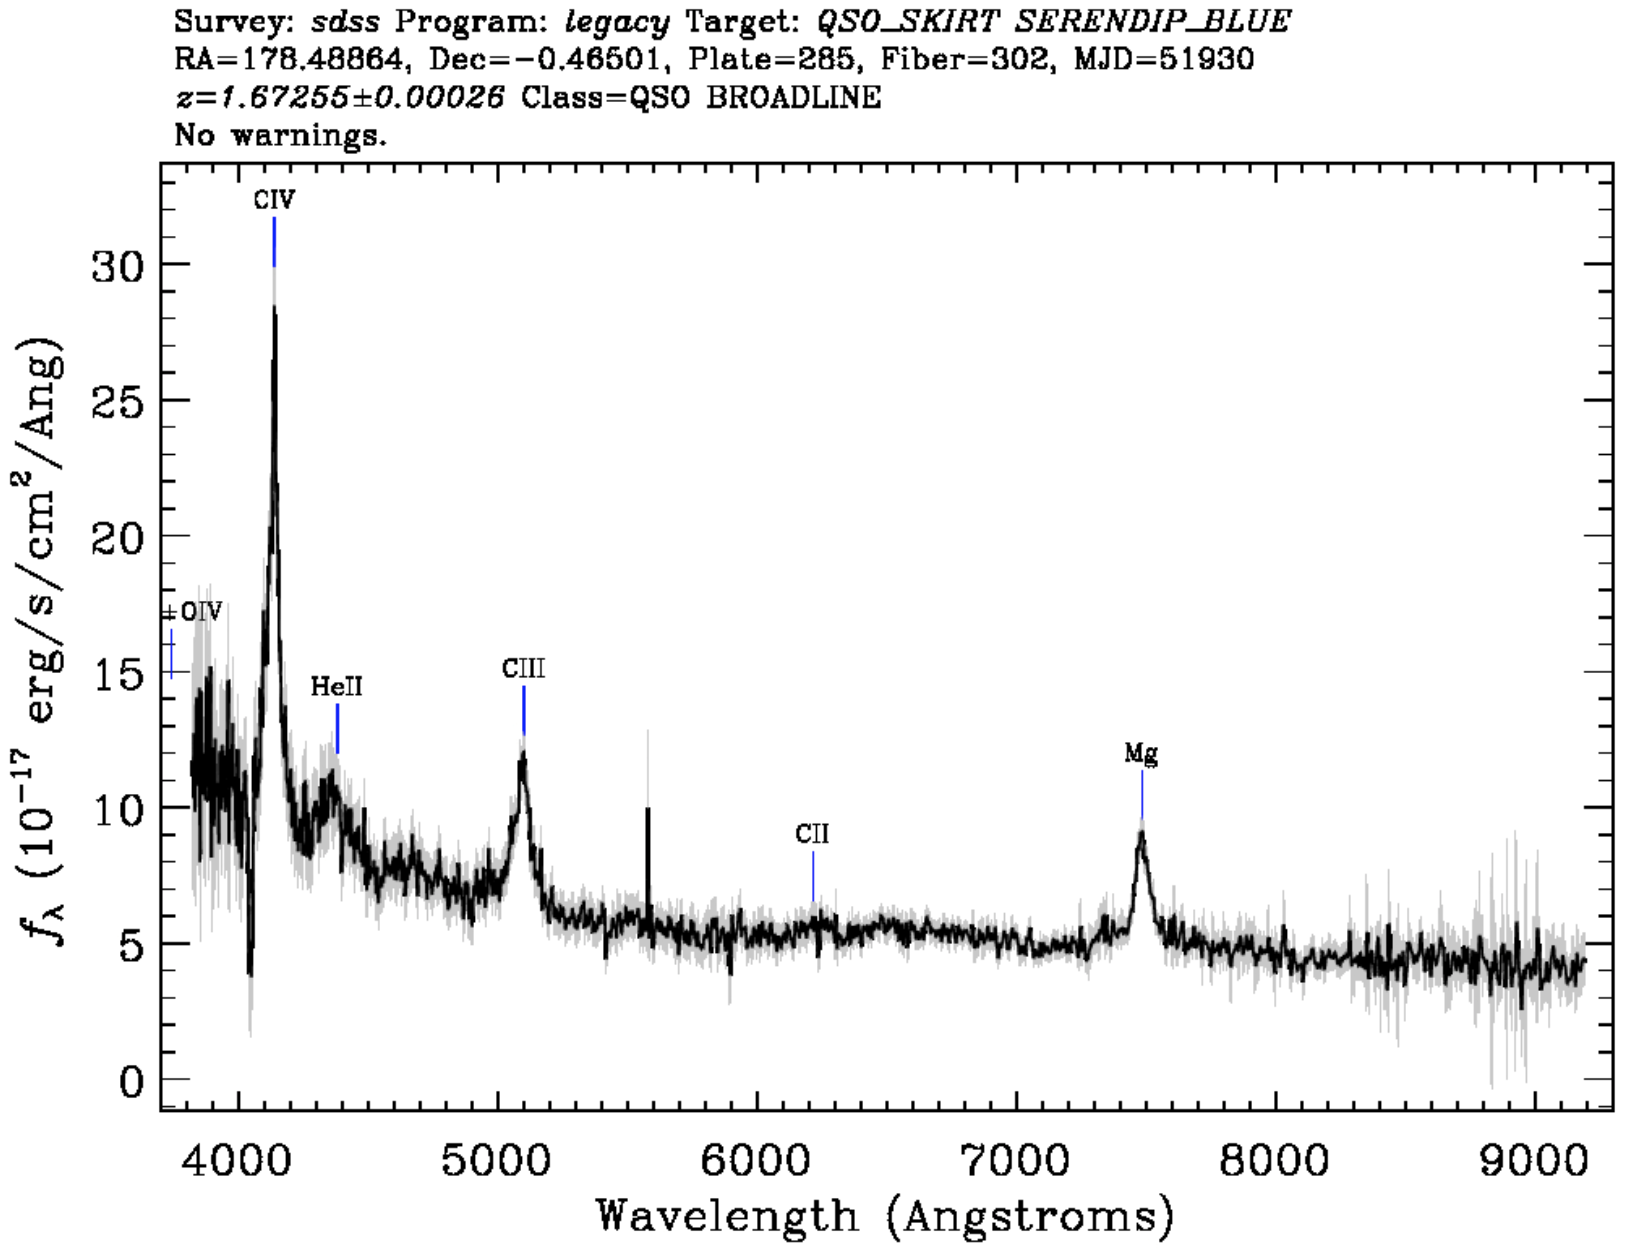 Survey: sdss Program: legacy Target: QSO_SKIRT SERENDIP_BLUE
RA=178.48864, Dec=−0.46501, Plate=285, Fiber=302, MJD=51930
z=1.67255±0.00026 Class=QSO BROADLINE
No warnings.
CIV
30
25
20
+OIV
15
CIII
HeII
Mg
10
CII
5
0
f_λ (10⁻¹⁷ erg/s/cm²/Ang)
4000 5000 6000 7000 8000 9000
Wavelength (Angstroms)